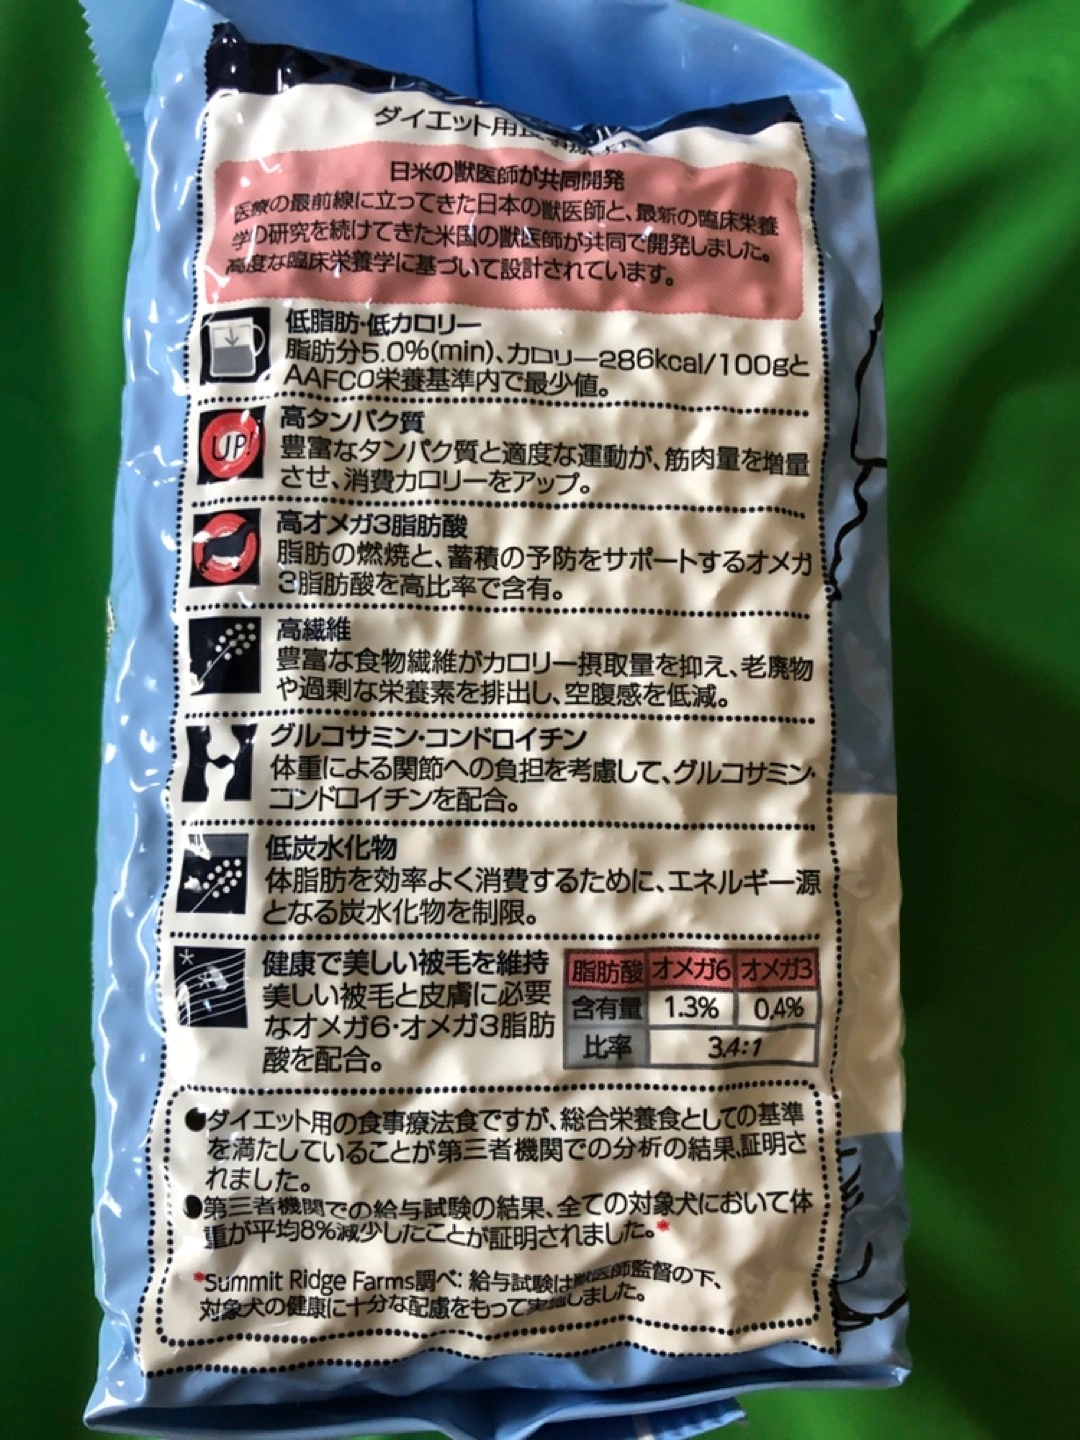 ダイエット用食事療法食
日米の獣医師が共同開発
医療の最前線に立ってきた日本の獣医師と、最新の臨床栄養
学の研究を続けてきた米国の獣医師が共同で開発しました。
高度な臨床栄養学に基づいて設計されています。
低脂肪・低カロリー
脂肪分5.0%(min)、カロリー286kcal/100gと
AAFCO栄養基準内で最少値。
UP!
高タンパク質
豊富なタンパク質と適度な運動が、筋肉量を増量
させ、消費カロリーをアップ。
高オメガ3脂肪酸
脂肪の燃焼と、蓄積の予防をサポートするオメガ
3脂肪酸を高比率で含有。
高繊維
豊富な食物繊維がカロリー摂取量を抑え、老廃物
や過剰な栄養素を排出し、空腹感を低減。
グルコサミン・コンドロイチン
体重による関節への負担を考慮して、グルコサミン・
コンドロイチンを配合。
低炭水化物
体脂肪を効率よく消費するために、エネルギー源
となる炭水化物を制限。
健康で美しい被毛を維持
美しい被毛と皮膚に必要
なオメガ6・オメガ3脂肪
酸を配合。
脂肪酸 オメガ6 オメガ3
含有量 1.3% 0.4%
比率 3.4:1
●ダイエット用の食事療法食ですが、総合栄養食としての基準
を満たしていることが第三者機関での分析の結果、証明さ
れました。
●第三者機関での給与試験の結果、全ての対象犬において体
重が平均8%減少したことが証明されました。*
*Summit Ridge Farms調べ: 給与試験は獣医師監督の下、
対象犬の健康に十分な配慮をもって実施しました。